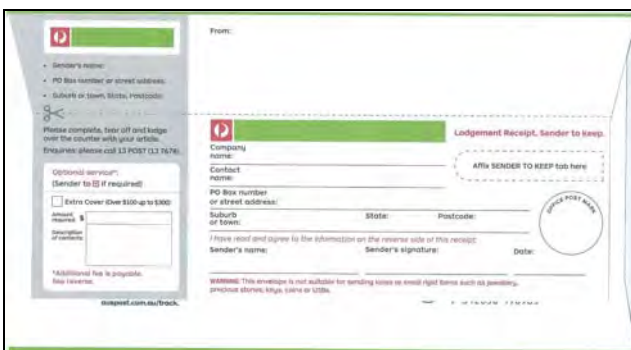 From:
• Sender's name:
• PO Box number or street address:
• Suburb or town, State, Postcode:
Please complete, tear off and lodge
over the counter with your article.
Enquiries: please call 13 POST (13 7678).
Optional service*:
(Sender to ☒ if required)
Extra Cover (Over $100 up to $300)
Amount
required $
Description
of contents
*Additional fee is payable.
See reverse.
auspost.com.au/track.
Lodgement Receipt, Sender to keep.
Company
name:
Contact
name:
Affix SENDER TO KEEP tab here
PO Box number
or street address:
Suburb
or town:
State:
Postcode:
OFFICE POST MARK
I have read and agree to the information on the reverse side of this receipt
Sender's name:
Sender's signature:
Date:
WARNING: This envelope is not suitable for sending vases or small rigid items such as jewellery,
precious stones, keys, coins or USBs.